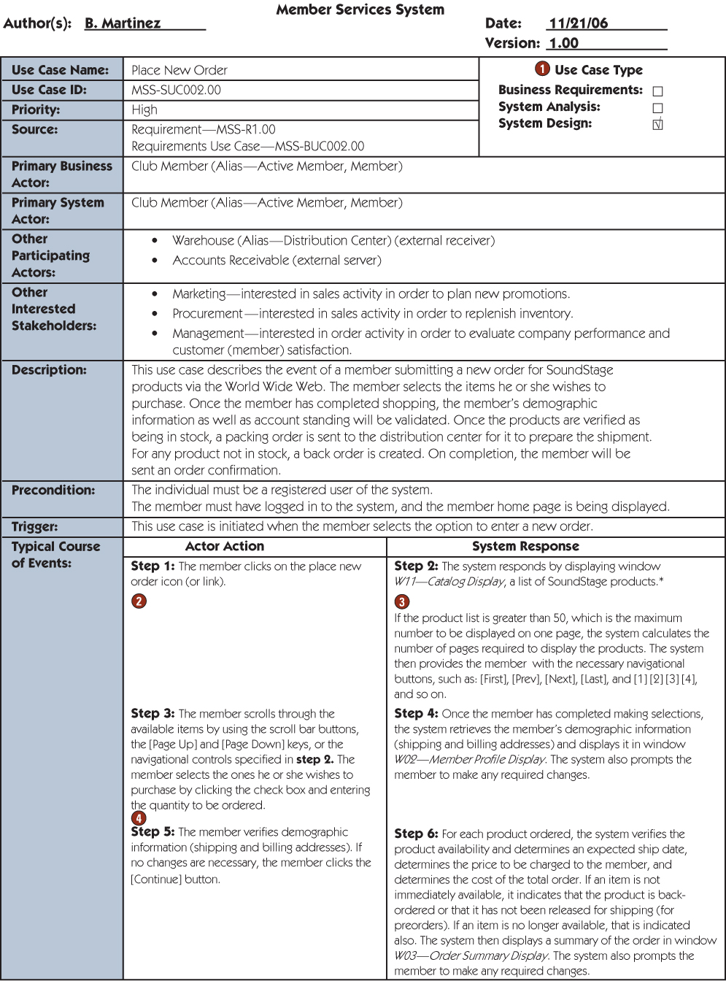 Member Services System
Author(s): B. Martinez
Date: 11/21/06
Version: 1.00
Use Case Name: Place New Order
Use Case ID: MSS-SUC002.00
Priority: High
Source: Requirement—MSS-R1.00
Requirements Use Case—MSS-BUC002.00
1 Use Case Type
Business Requirements: ☐
System Analysis: ☐
System Design: ☑
Primary Business
Actor:
Club Member (Alias—Active Member, Member)
Primary System
Actor:
Club Member (Alias—Active Member, Member)
Other
Participating
Actors:
• Warehouse (Alias—Distribution Center) (external receiver)
• Accounts Receivable (external server)
Other
Interested
Stakeholders:
• Marketing—interested in sales activity in order to plan new promotions.
• Procurement—interested in sales activity in order to replenish inventory.
• Management—interested in order activity in order to evaluate company performance and
customer (member) satisfaction.
Description:
This use case describes the event of a member submitting a new order for SoundStage
products via the World Wide Web. The member selects the items he or she wishes to
purchase. Once the member has completed shopping, the member's demographic
information as well as account standing will be validated. Once the products are verified as
being in stock, a packing order is sent to the distribution center for it to prepare the shipment.
For any product not in stock, a back order is created. On completion, the member will be
sent an order confirmation.
Precondition:
The individual must be a registered user of the system.
The member must have logged in to the system, and the member home page is being displayed.
Trigger:
This use case is initiated when the member selects the option to enter a new order.
Typical Course
of Events:
Actor Action
System Response
Step 1: The member clicks on the place new
order icon (or link).
2
Step 2: The system responds by displaying window
W11—Catalog Display, a list of SoundStage products.*
3
If the product list is greater than 50, which is the maximum
number to be displayed on one page, the system calculates the
number of pages required to display the products. The system
then provides the member with the necessary navigational
buttons, such as: [First], [Prev], [Next], [Last], and [1] [2] [3] [4],
and so on.
Step 3: The member scrolls through the
available items by using the scroll bar buttons,
the [Page Up] and [Page Down] keys, or the
navigational controls specified in step 2. The
member selects the ones he or she wishes to
purchase by clicking the check box and entering
the quantity to be ordered.
4
Step 4: Once the member has completed making selections,
the system retrieves the member's demographic information
(shipping and billing addresses) and displays it in window
W02—Member Profile Display. The system also prompts the
member to make any required changes.
Step 5: The member verifies demographic
information (shipping and billing addresses). If
no changes are necessary, the member clicks the
[Continue] button.
Step 6: For each product ordered, the system verifies the
product availability and determines an expected ship date,
determines the price to be charged to the member, and
determines the cost of the total order. If an item is not
immediately available, it indicates that the product is back-
ordered or that it has not been released for shipping (for
preorders). If an item is no longer available, that is indicated
also. The system then displays a summary of the order in window
W03—Order Summary Display. The system also prompts the
member to make any required changes.